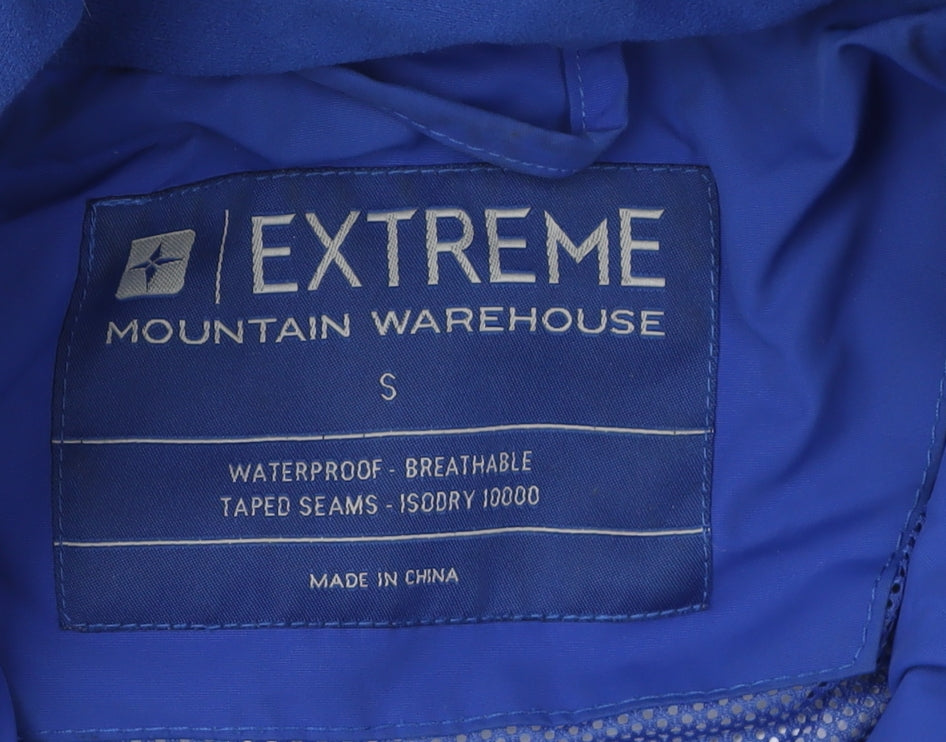 EXTREME
MOUNTAIN WAREHOUSE
S
WATERPROOF - BREATHABLE
TAPED SEAMS - ISODRY 10000
MADE IN CHINA